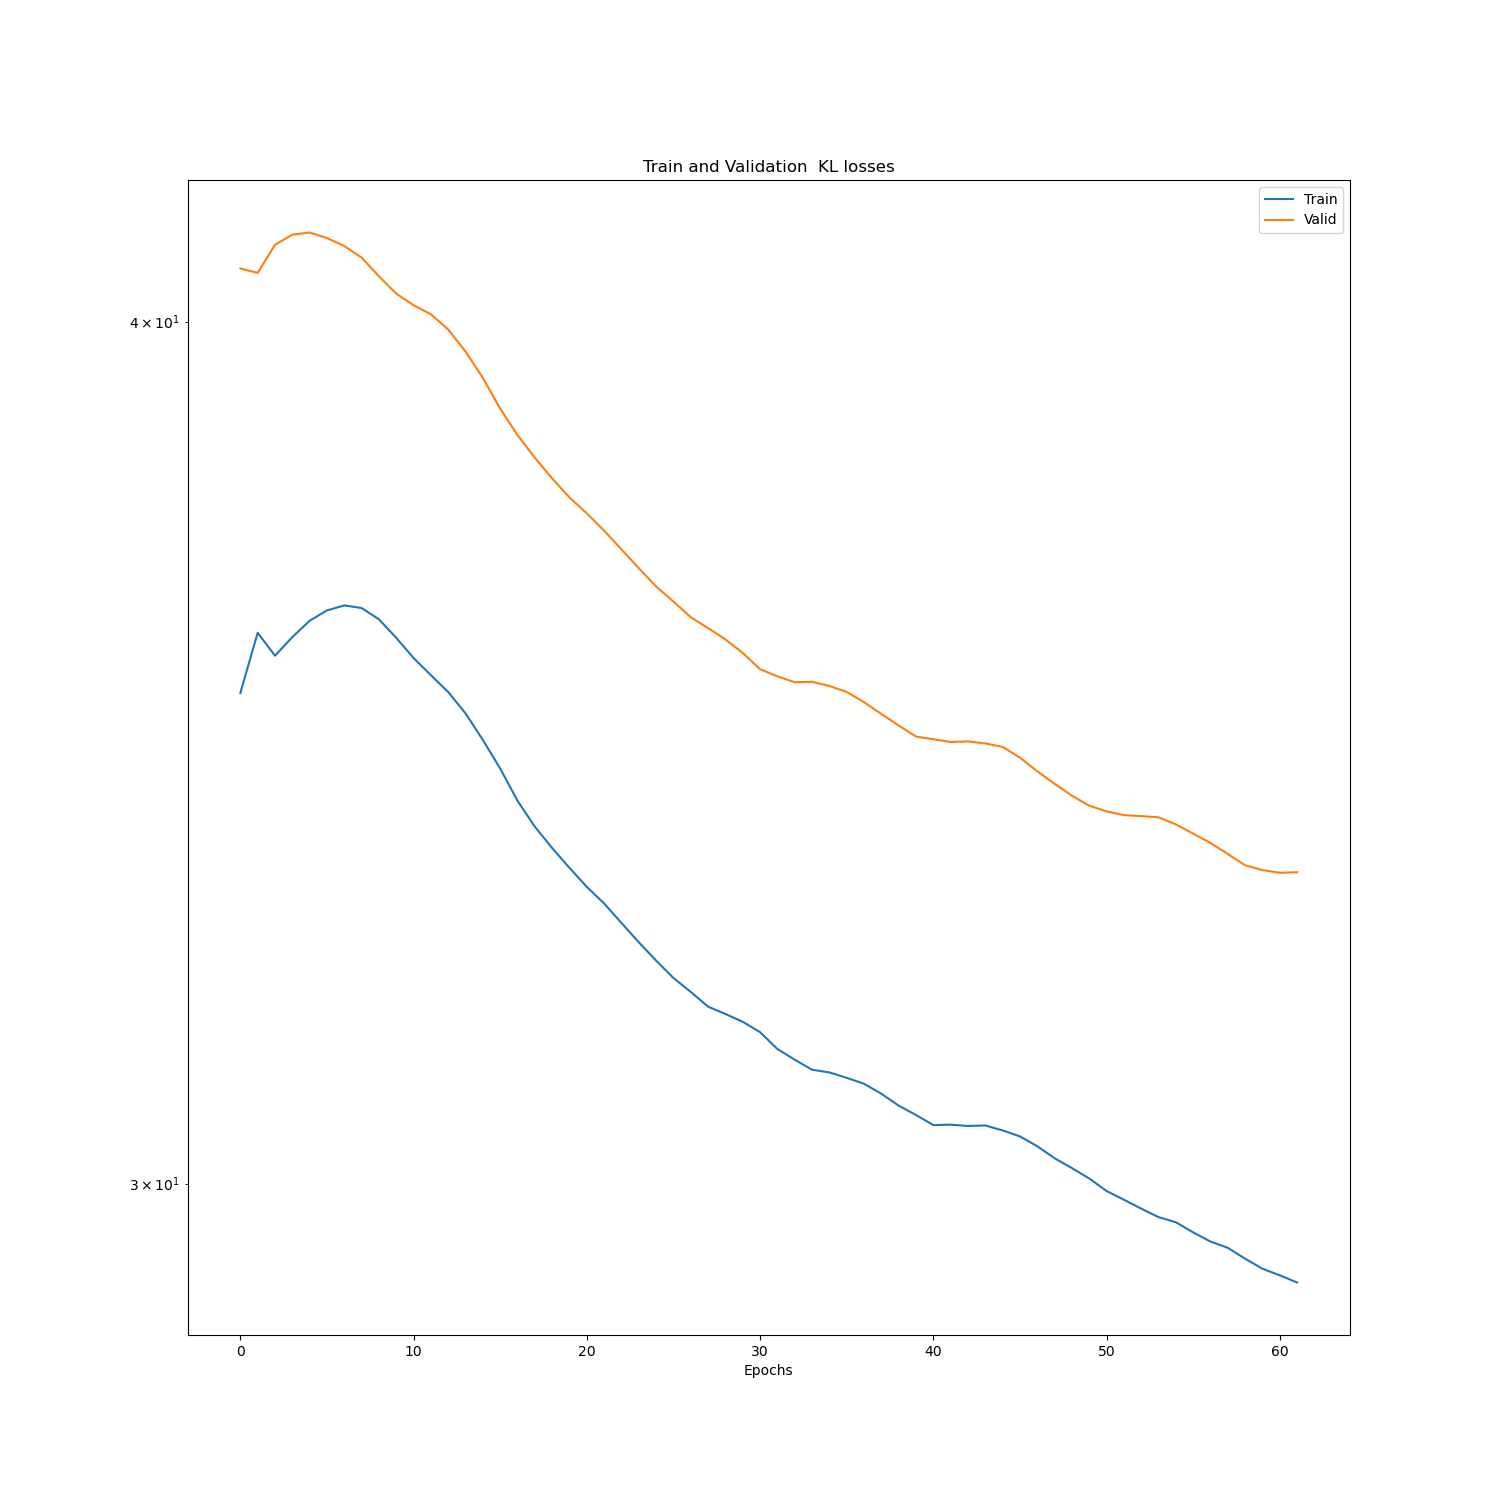 Train and Validation  KL losses
Train
Valid
4 × 10¹
3 × 10¹
0 10 20 30 40 50 60
Epochs